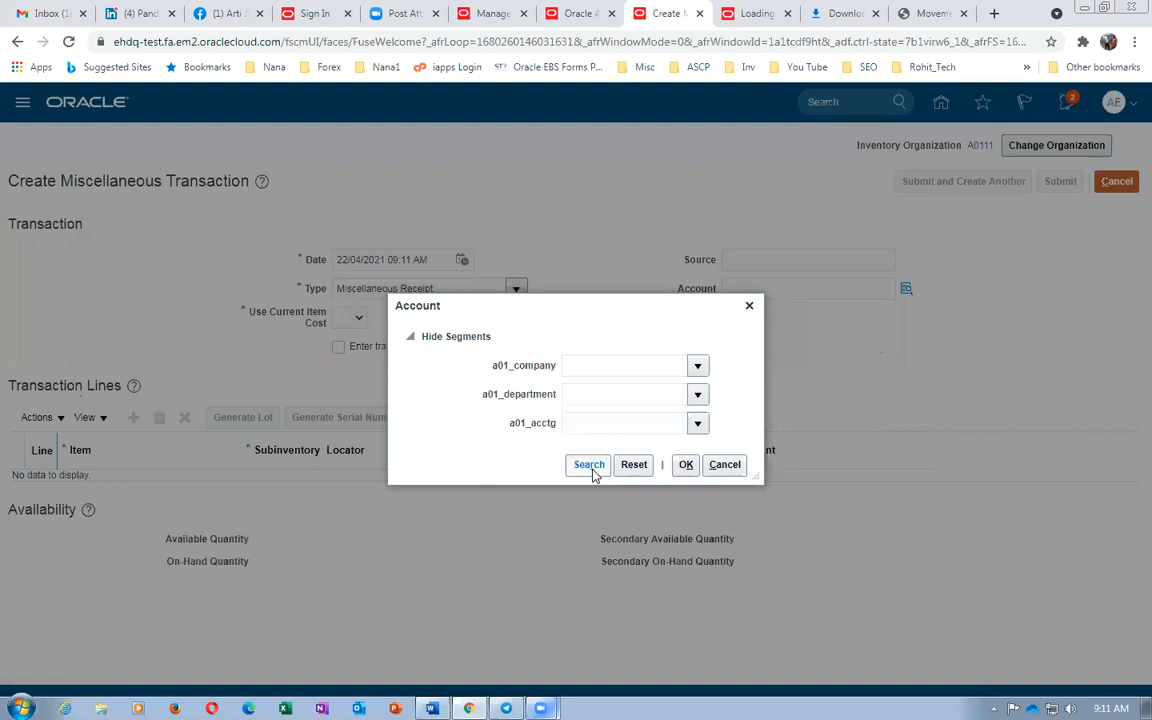 Inbox (1
(4) Pand
(1) Arti J
Sign In
Post Att
Manage
Oracle A
Create M
Loading
Downlo
Movem
ehdq-test.fa.em2.oraclecloud.com/fscmUI/faces/FuseWelcome?_afrLoop=1680260146031631&_afrWindowMode=0&_afrWindowId=1a1tcdf9ht&_adf.ctrl-state=7b1virw6_1&_afrFS=16...
Apps
Suggested Sites
Bookmarks
Nana
Forex
Nana1
iapps Login
Oracle EBS Forms P...
Misc
ASCP
Inv
You Tube
SEO
Rohit_Tech
»
Other bookmarks
ORACLE
Search
2
AE
Inventory Organization A0111 Change Organization
Create Miscellaneous Transaction
Submit and Create Another Submit Cancel
Transaction
* Date 22/04/2021 09:11 AM
Source
* Type Miscellaneous Receipt
Account
* Use Current Item
Cost
Enter tra
Account
Hide Segments
a01_company
a01_department
a01_acctg
Search Reset | OK Cancel
Transaction Lines
Actions View Generate Lot Generate Serial Num
Line * Item * Subinventory Locator
No data to display.
Availability
Available Quantity
Secondary Available Quantity
On-Hand Quantity
Secondary On-Hand Quantity
9:11 AM